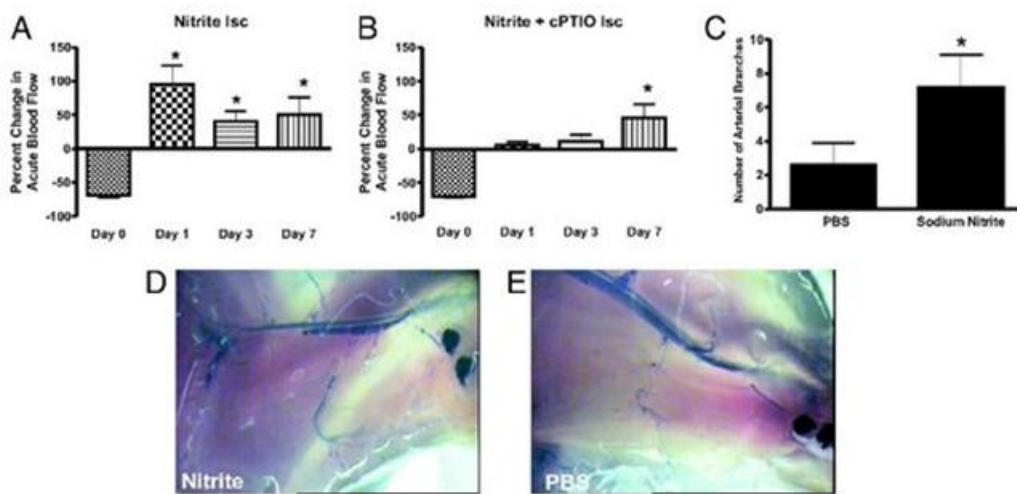 A
Nitrite Isc
Percent Change in
Acute Blood Flow
150
100
50
0
-50
-100
*
*
*
Day 0
Day 1
Day 3
Day 7
B
Nitrite + cPTIO Isc
Percent Change in
Acute Blood Flow
150
100
50
0
-50
-100
*
Day 0
Day 1
Day 3
Day 7
C
Number of Arterial Branches
10
8
6
4
2
0
*
PBS
Sodium Nitrite
D
Nitrite
E
PBS